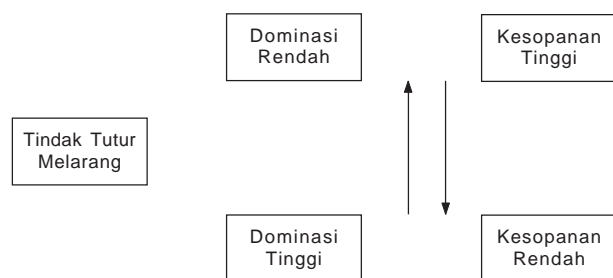 Dominasi
Rendah
Kesopanan
Tinggi
Tindak Tutur
Melarang
Dominasi
Tinggi
Kesopanan
Rendah